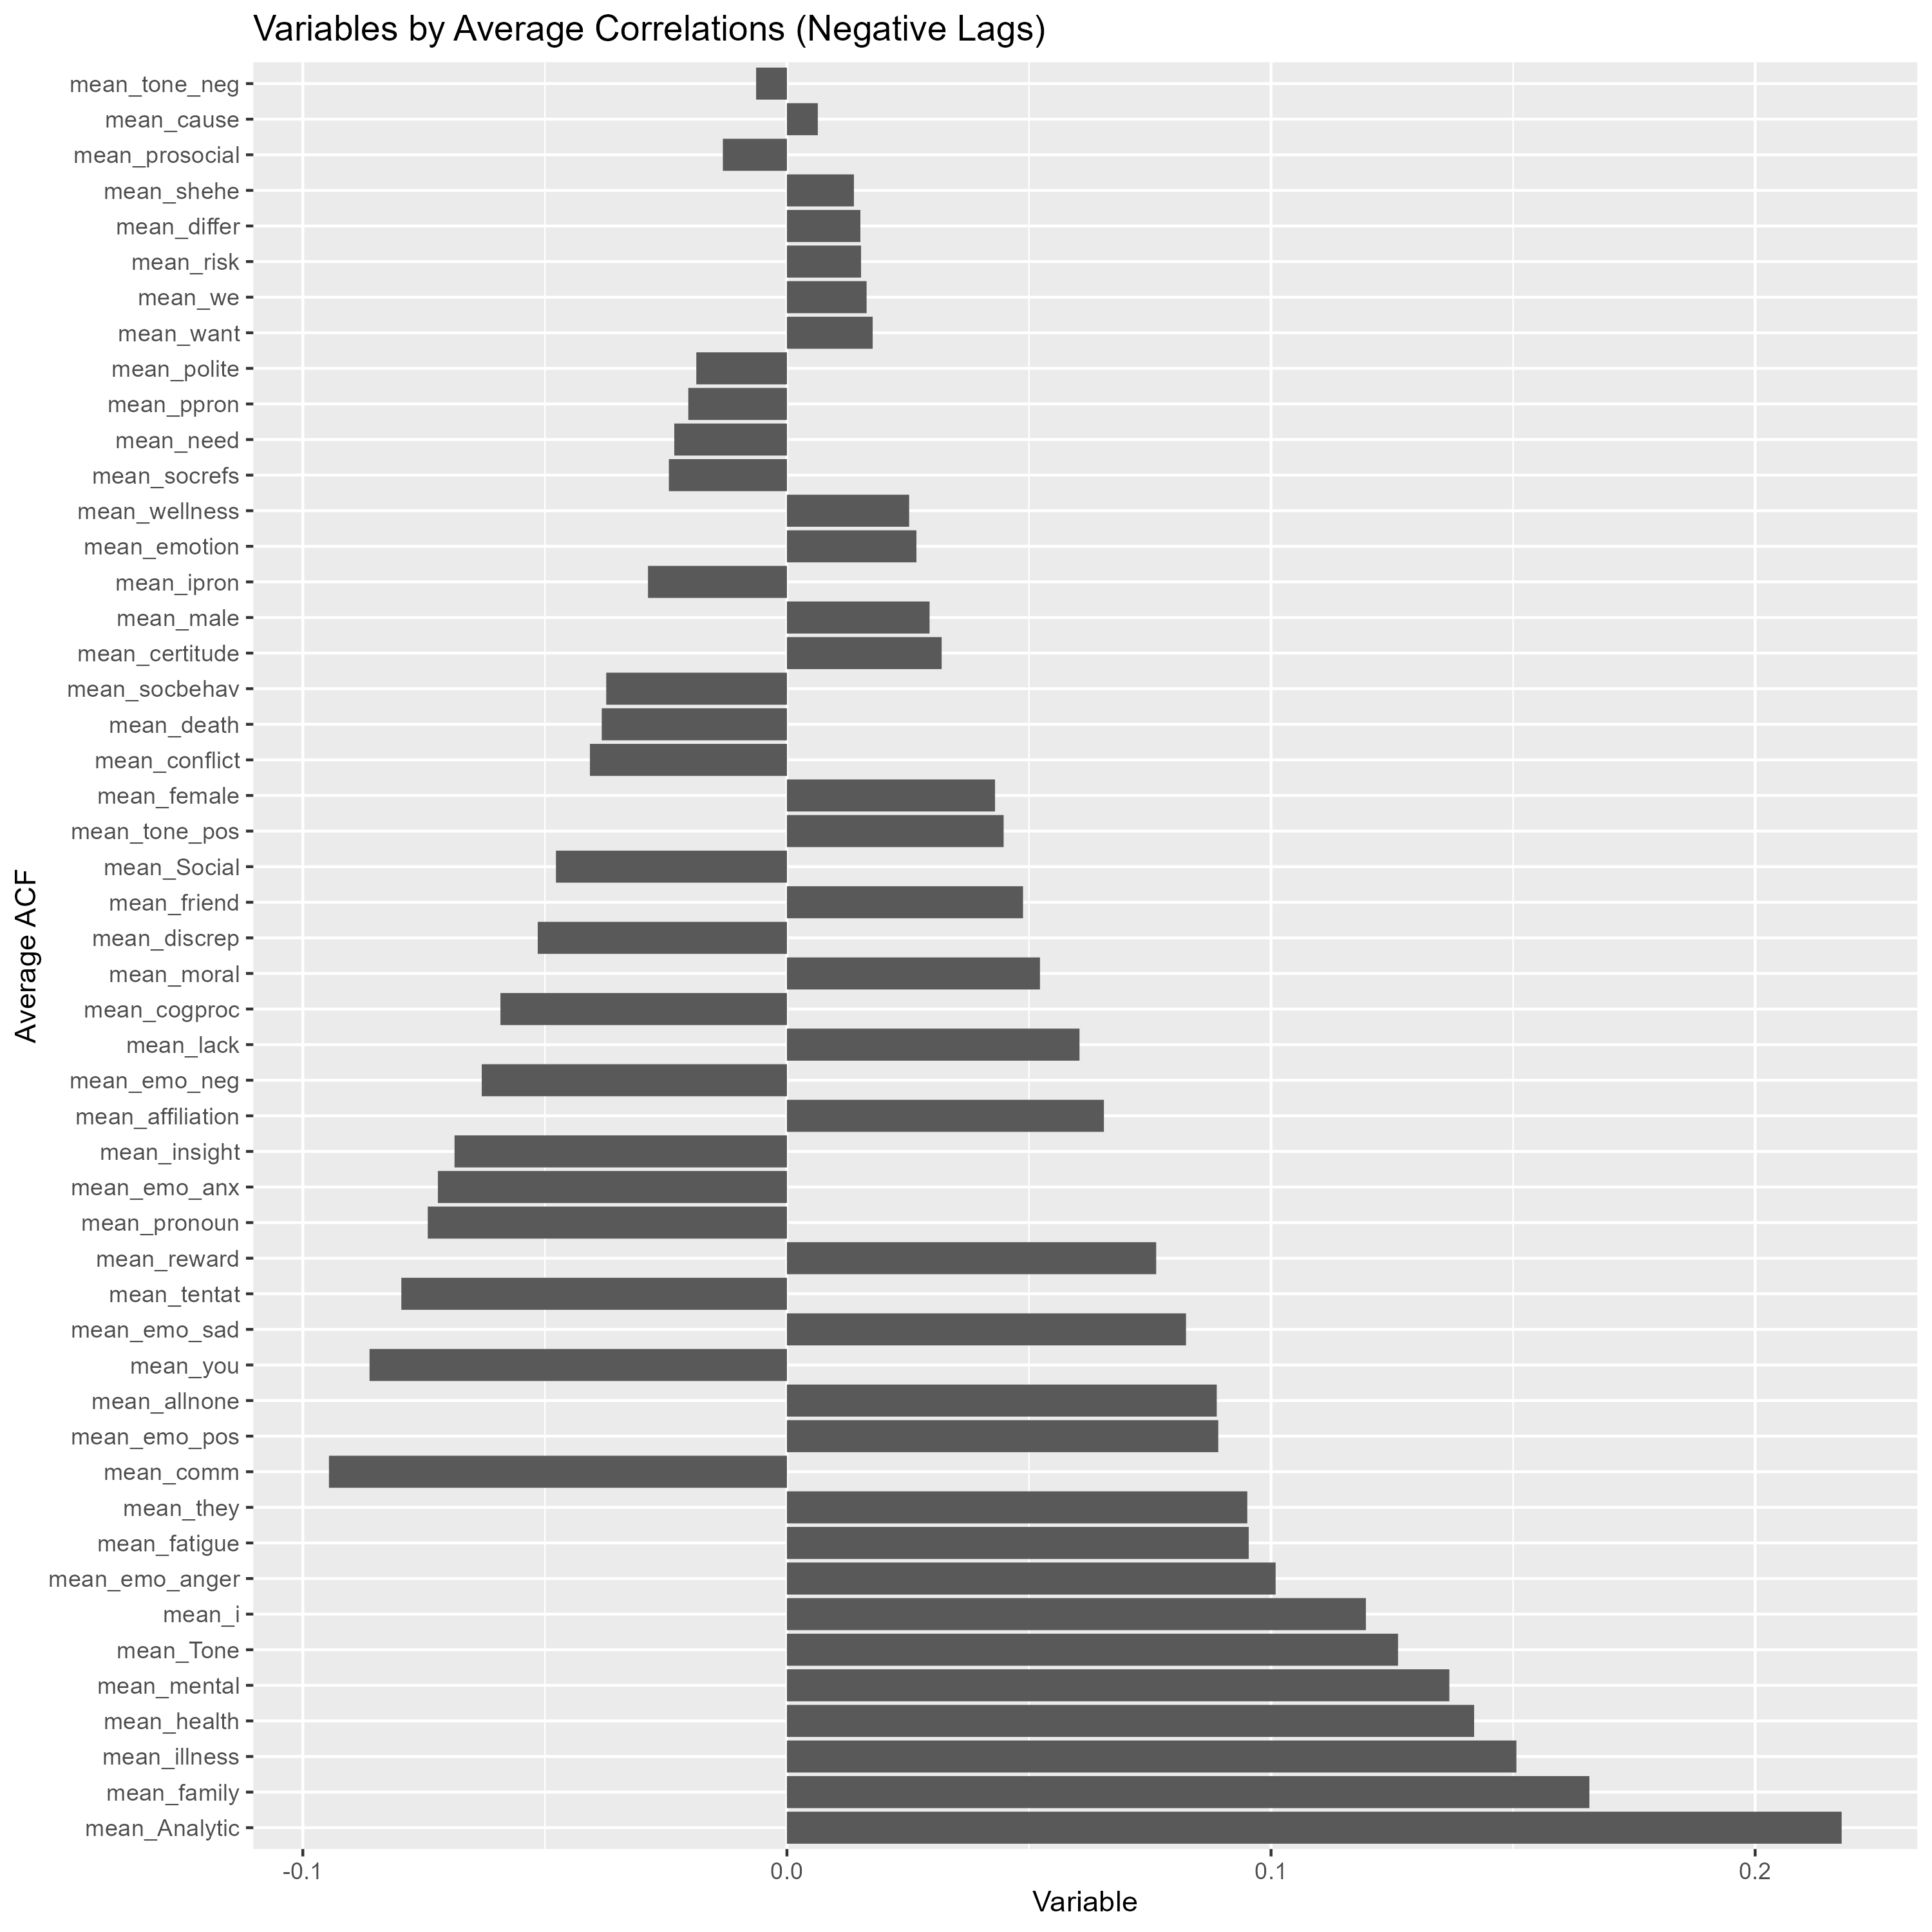 Variables by Average Correlations (Negative Lags)
mean_tone_neg
mean_cause
mean_prosocial
mean_shehe
mean_differ
mean_risk
mean_we
mean_want
mean_polite
mean_ppron
mean_need
mean_socrefs
mean_wellness
mean_emotion
mean_ipron
mean_male
mean_certitude
mean_socbehav
mean_death
mean_conflict
mean_female
mean_tone_pos
mean_Social
mean_friend
mean_discrep
mean_moral
mean_cogproc
mean_lack
mean_emo_neg
mean_affiliation
mean_insight
mean_emo_anx
mean_pronoun
mean_reward
mean_tentat
mean_emo_sad
mean_you
mean_allnone
mean_emo_pos
mean_comm
mean_they
mean_fatigue
mean_emo_anger
mean_i
mean_Tone
mean_mental
mean_health
mean_illness
mean_family
mean_Analytic
Average ACF
-0.1 0.0 0.1 0.2
Variable